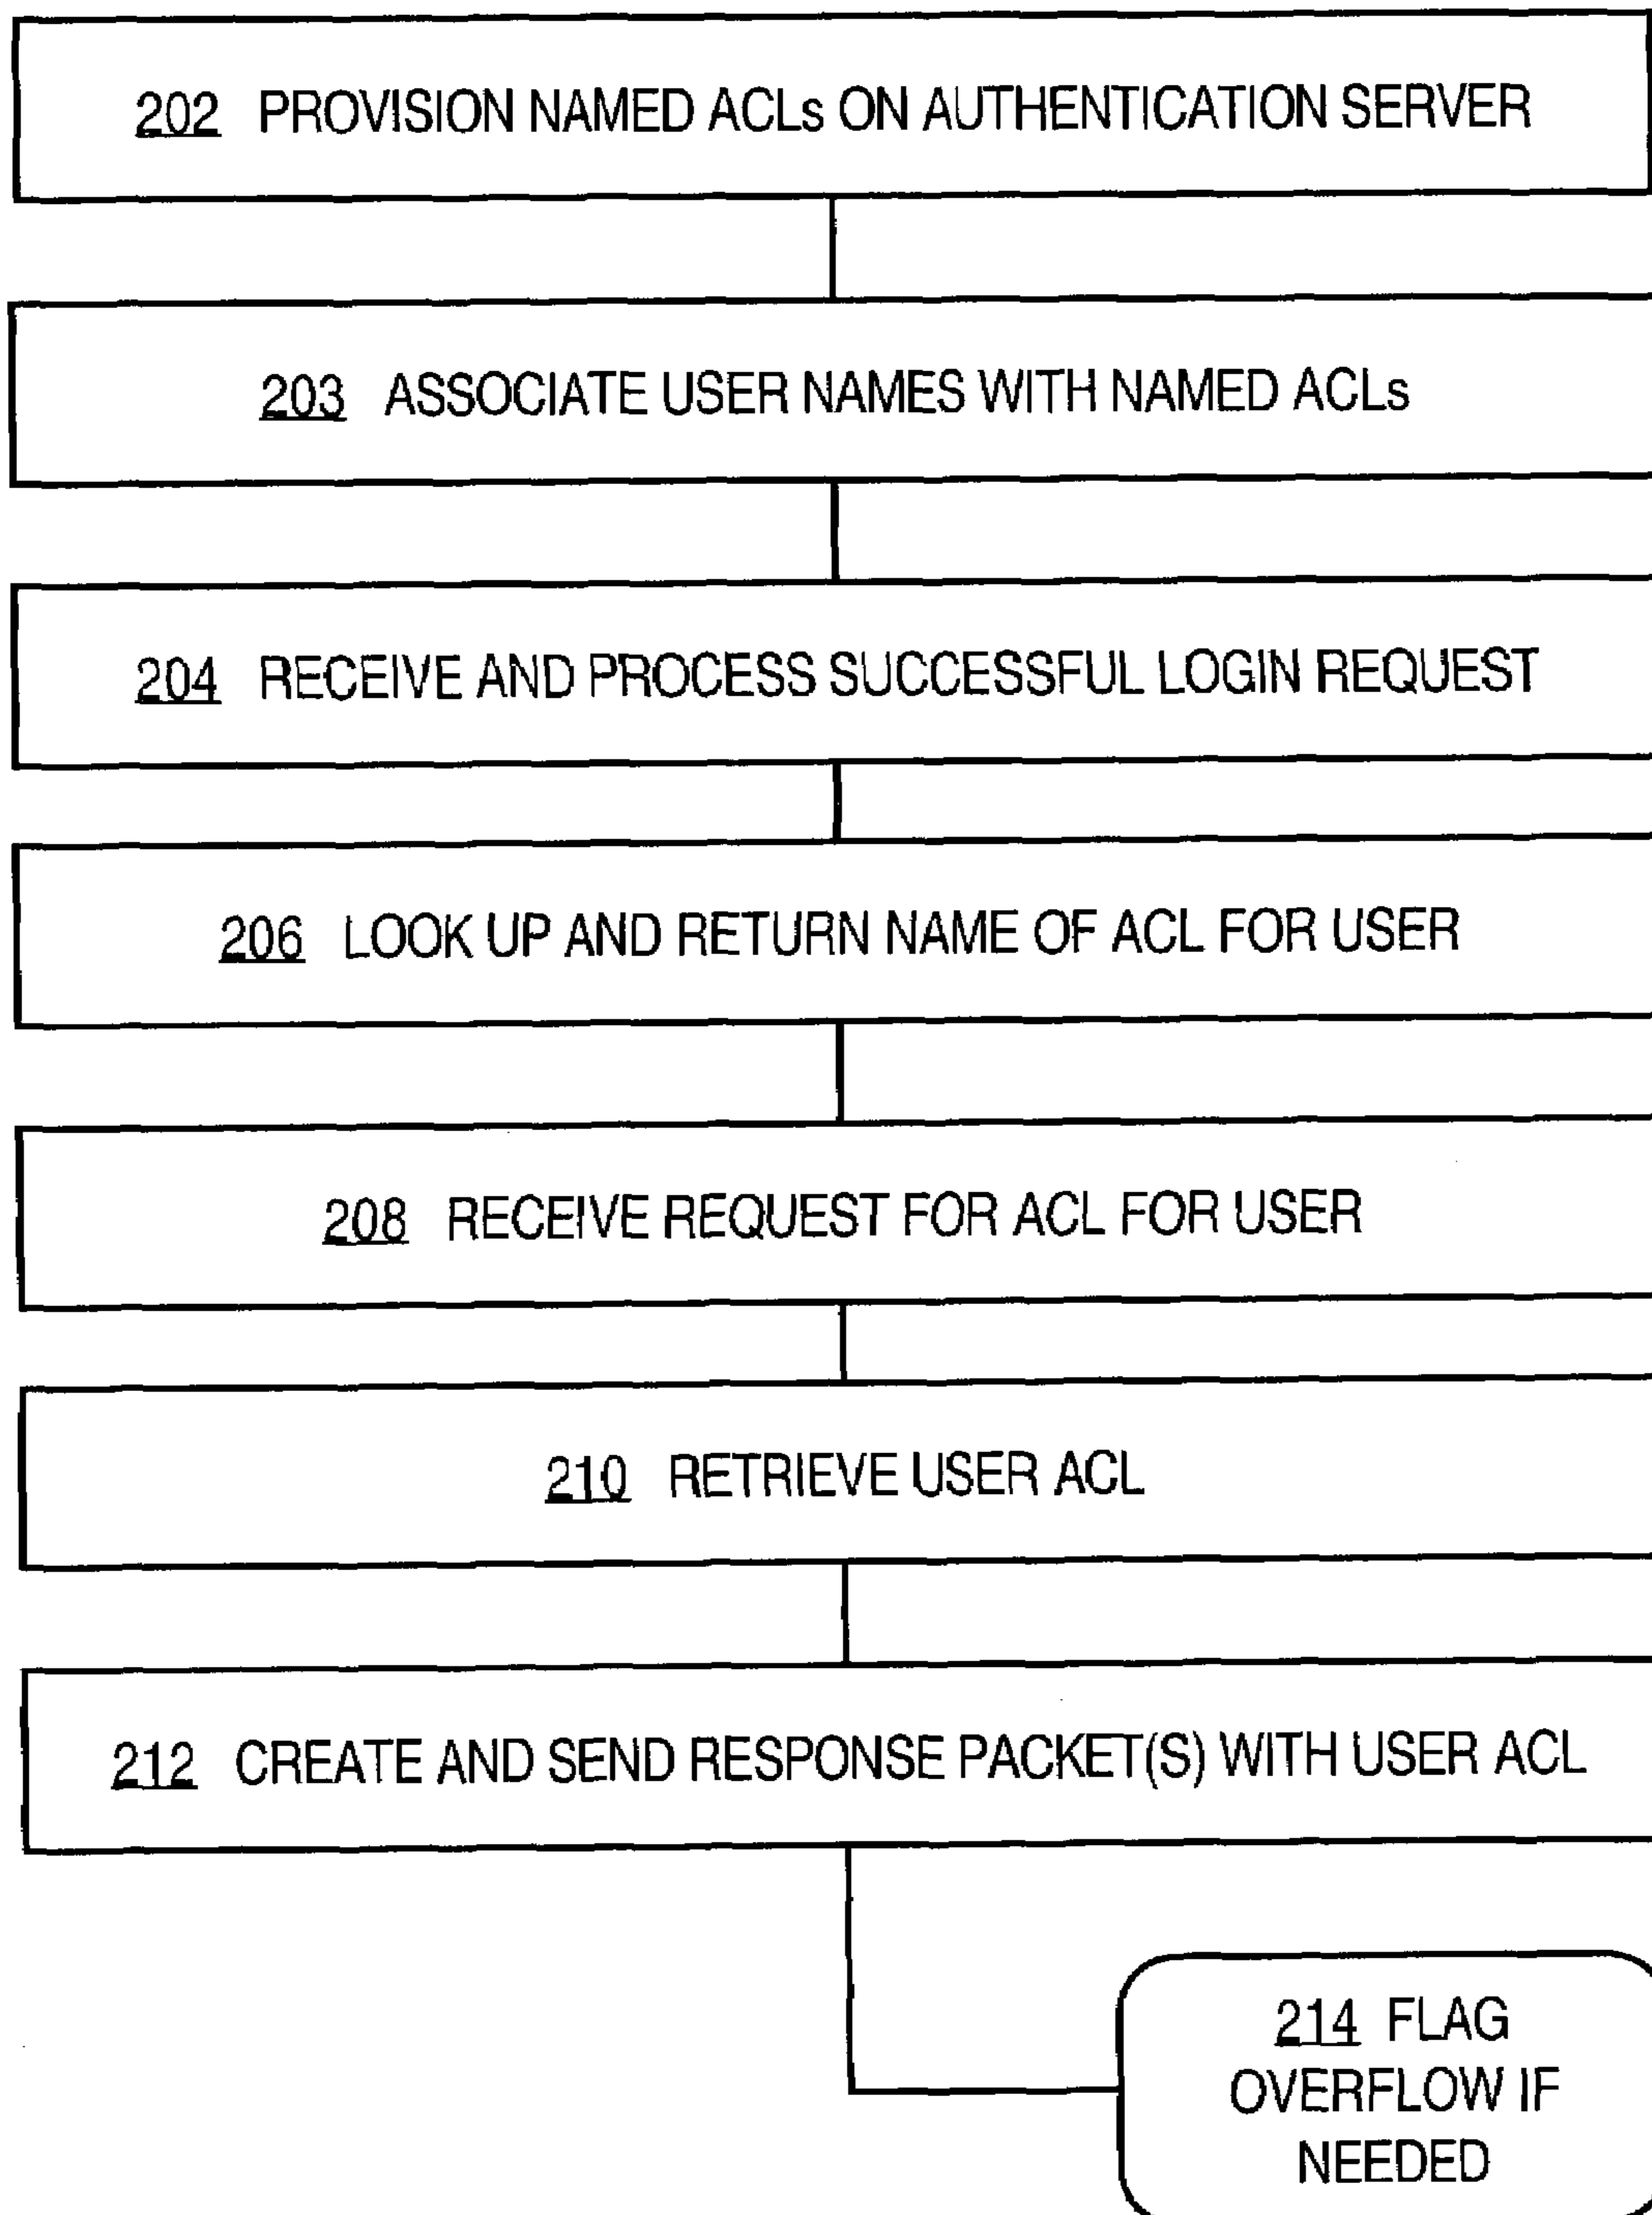 202 PROVISION NAMED ACLs ON AUTHENTICATION SERVER
203 ASSOCIATE USER NAMES WITH NAMED ACLs
204 RECEIVE AND PROCESS SUCCESSFUL LOGIN REQUEST
206 LOOK UP AND RETURN NAME OF ACL FOR USER
208 RECEIVE REQUEST FOR ACL FOR USER
210 RETRIEVE USER ACL
212 CREATE AND SEND RESPONSE PACKET(S) WITH USER ACL
214 FLAG
OVERFLOW IF
NEEDED